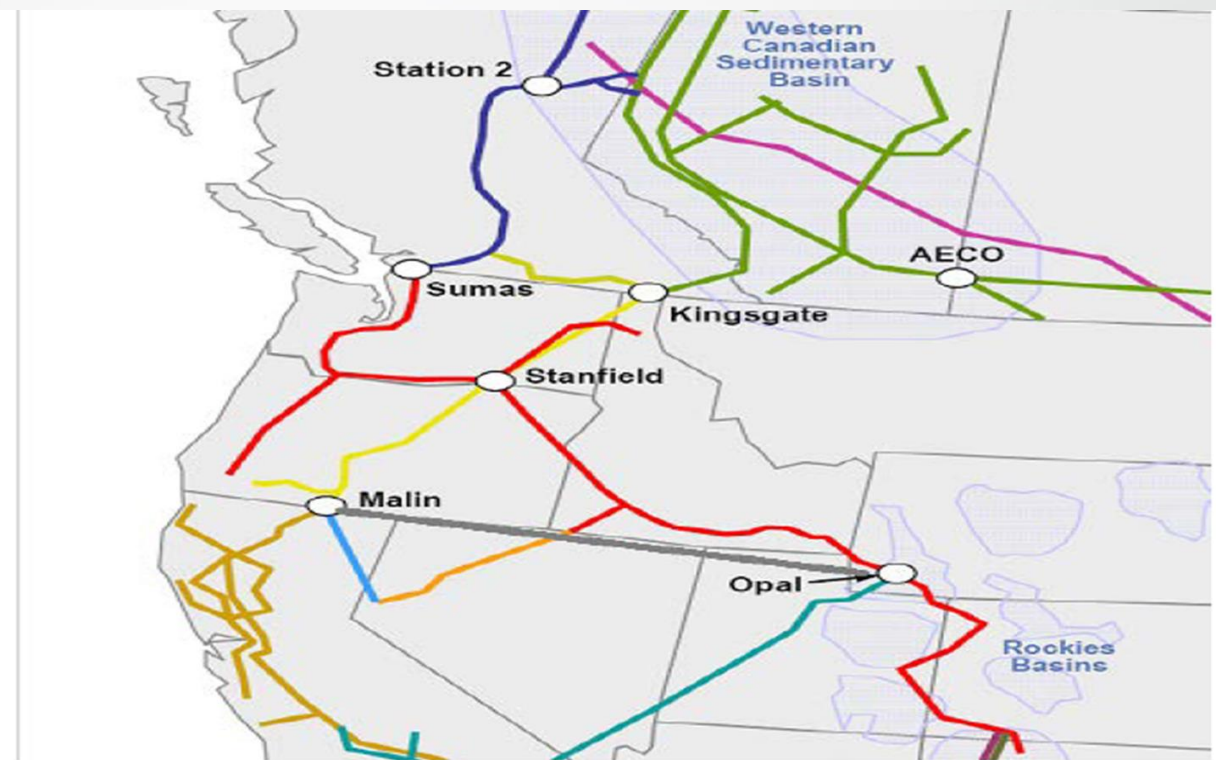 Western
Canadian
Sedimentary
Basin
Station 2
AECO
Sumas
Kingsgate
Stanfield
Malin
Opal
Rockies
Basins